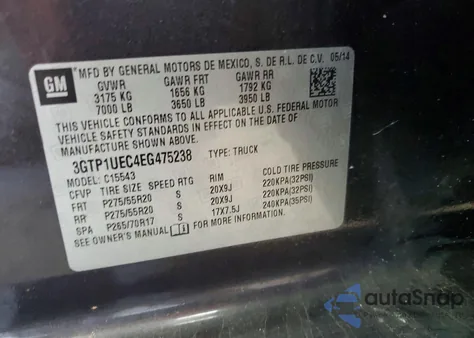 GM
MFD BY GENERAL MOTORS DE MEXICO, S. DE R.L. DE C.V. 05/14
GVWR GAWR FRT GAWR RR
3175 KG 1656 KG 1792 KG
7000 LB 3650 LB 3950 LB
THIS VEHICLE CONFORMS TO ALL APPLICABLE U.S. FEDERAL MOTOR
VEHICLE SAFETY STANDARDS IN EFFECT ON THE DATE OF
MANUFACTURE SHOWN ABOVE.
3GTP1UEC4EG475238 TYPE: TRUCK
MODEL: C15543
CFVP TIRE SIZE SPEED RTG RIM COLD TIRE PRESSURE
FRT P275/55R20 S 20X9J 220KPA(32PSI)
RR P275/55R20 S 20X9J 220KPA(32PSI)
SPA P265/70R17 17X7.5J 240KPA(35PSI)
SEE OWNER'S MANUAL
autoSnap